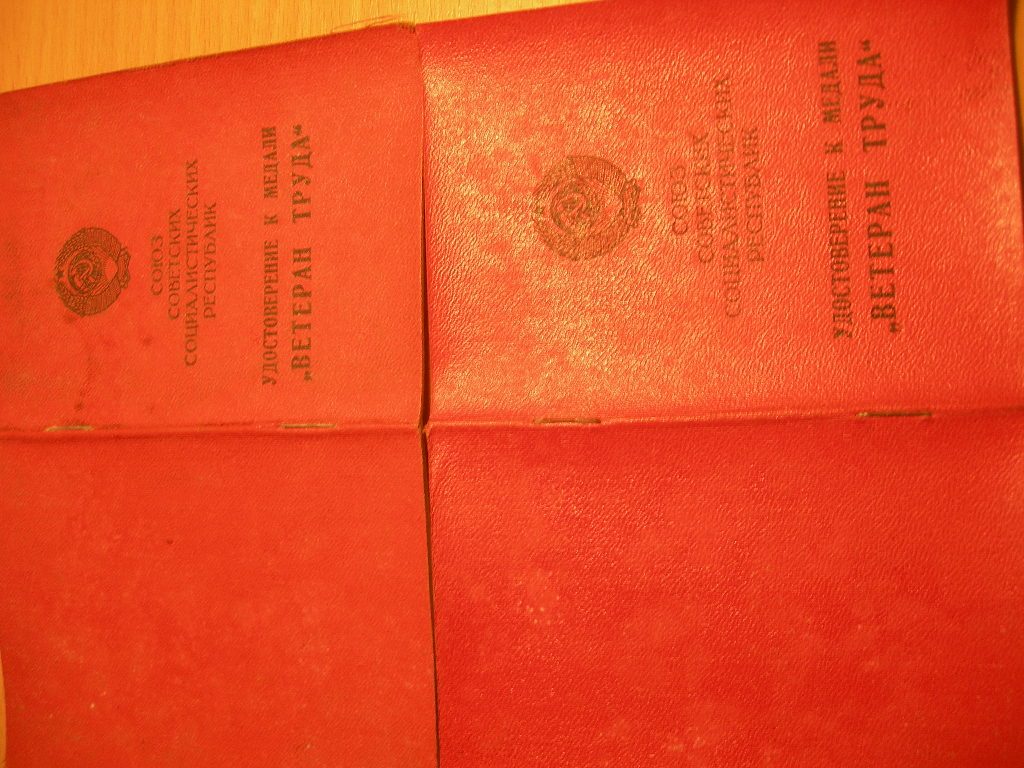 СОЮЗ
СОВЕТСКИХ
СОЦИАЛИСТИЧЕСКИХ
РЕСПУБЛИК
УДОСТОВЕРЕНИЕ К МЕДАЛИ
„ВЕТЕРАН ТРУДА“
СОЮЗ
СОВЕТСКИХ
СОЦИАЛИСТИЧЕСКИХ
РЕСПУБЛИК
УДОСТОВЕРЕНИЕ К МЕДАЛИ
„ВЕТЕРАН ТРУДА“